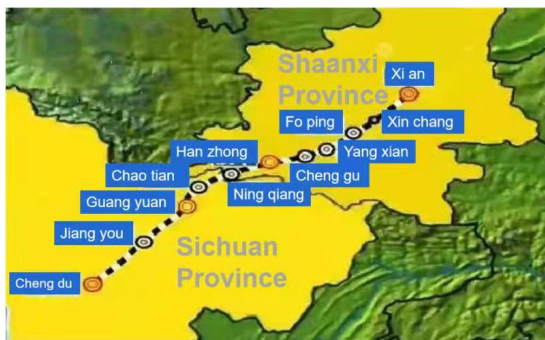 Shaanxi
Province
Xi an
Xin chang
Fo ping
Yang xian
Han zhong
Cheng gu
Chao tian
Ning qiang
Guang yuan
Jiang you
Sichuan
Province
Cheng du